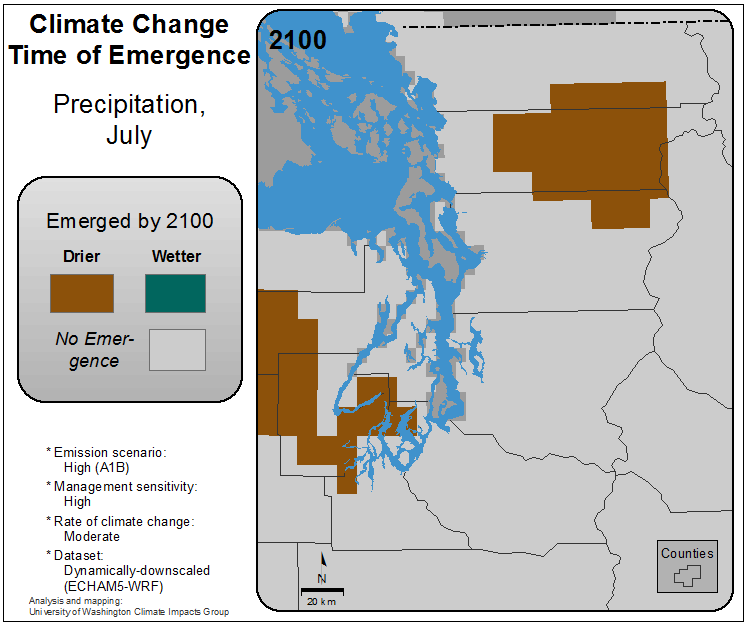 Climate Change
Time of Emergence
Precipitation,
July
Emerged by 2100
Drier Wetter
No Emer-
gence
* Emission scenario:
High (A1B)
* Management sensitivity:
High
* Rate of climate change:
Moderate
* Dataset:
Dynamically-downscaled
(ECHAM5-WRF)
Analysis and mapping:
University of Washington Climate Impacts Group
2100
N
20 km
Counties